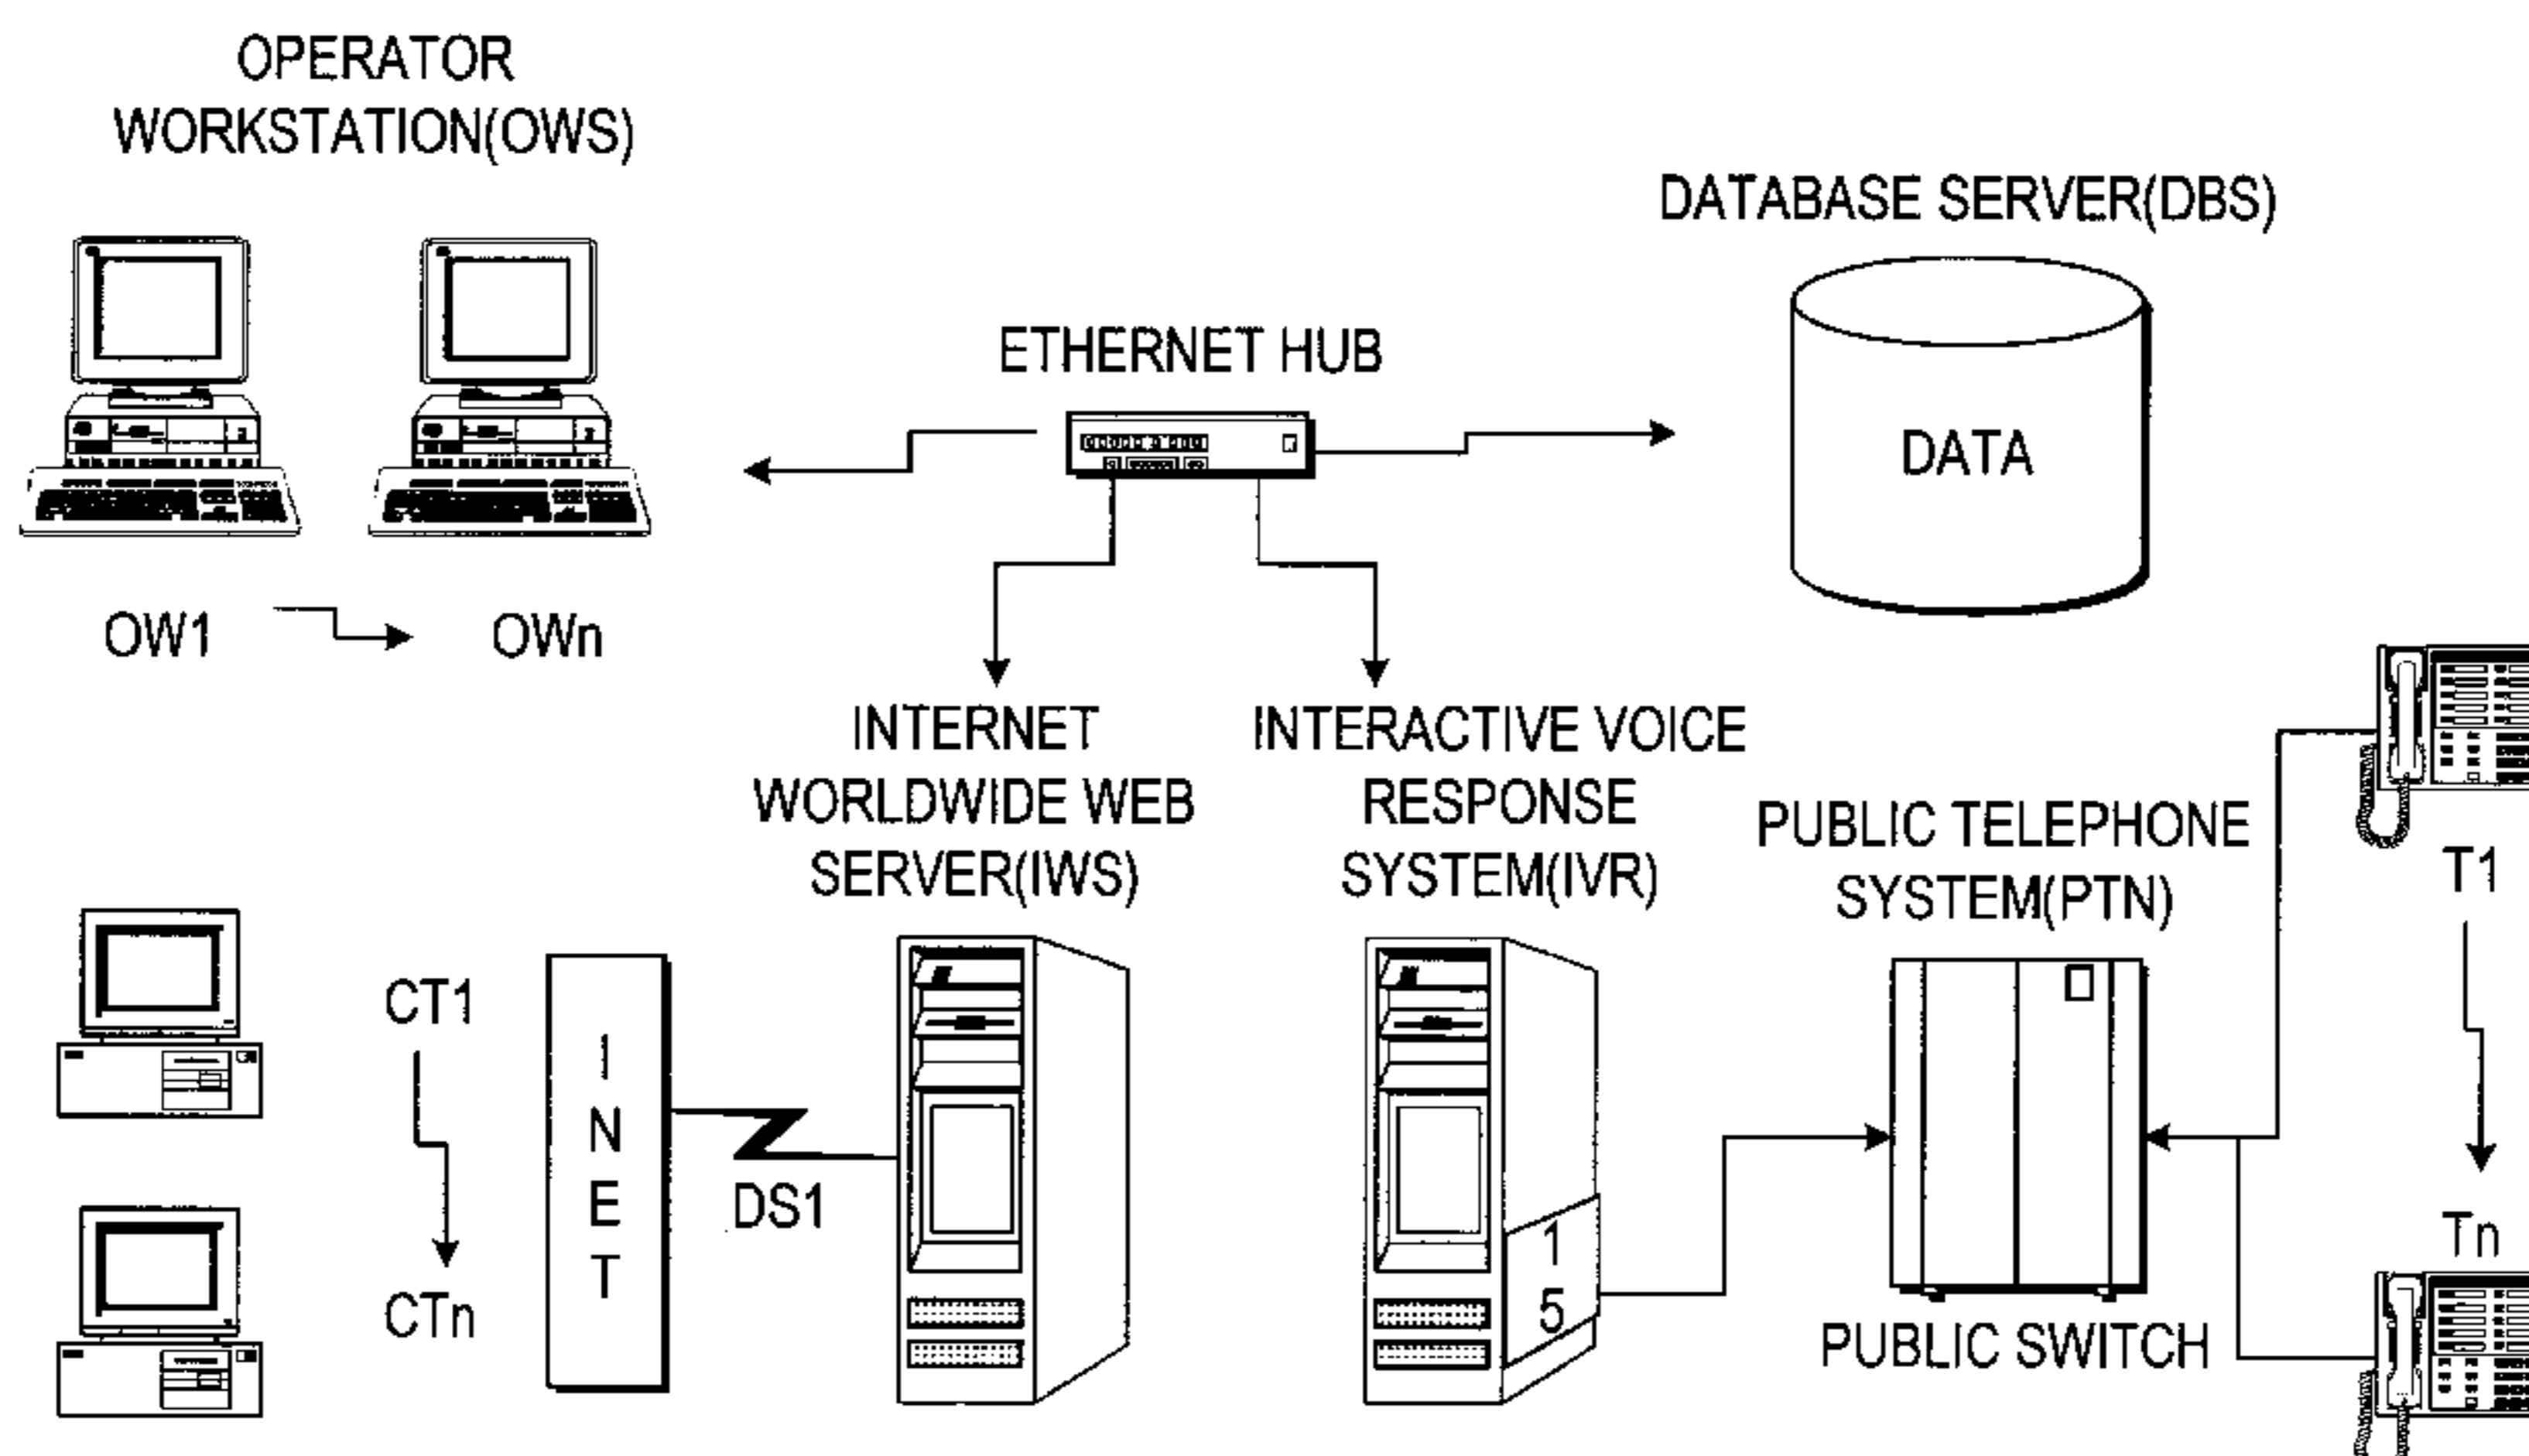 OPERATOR
WORKSTATION(OWS)
DATABASE SERVER(DBS)
ETHERNET HUB
DATA
OW1
OWn
INTERNET
WORLDWIDE WEB
SERVER(IWS)
INTERACTIVE VOICE
RESPONSE
SYSTEM(IVR)
PUBLIC TELEPHONE
SYSTEM(PTN)
T1
Tn
CT1
CTn
I
N
E
T
DS1
1
5
PUBLIC SWITCH